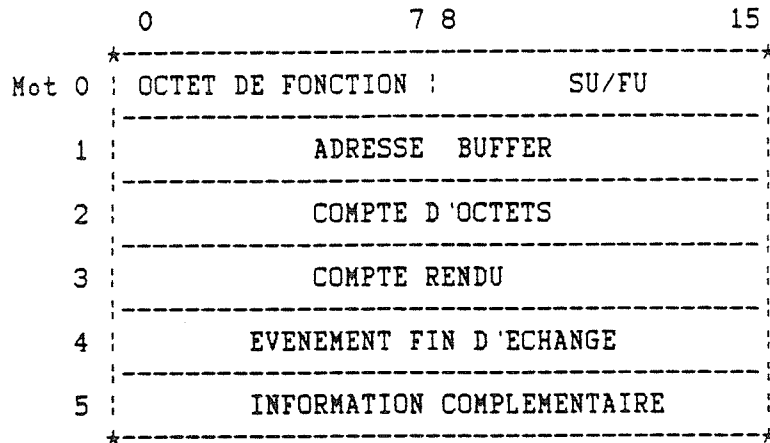 0 7 8 15
Mot 0 ¦ OCTET DE FONCTION ¦ SU/FU ¦
1 ¦ ADRESSE BUFFER ¦
2 ¦ COMPTE D'OCTETS ¦
3 ¦ COMPTE RENDU ¦
4 ¦ EVENEMENT FIN D'ECHANGE ¦
5 ¦ INFORMATION COMPLEMENTAIRE ¦